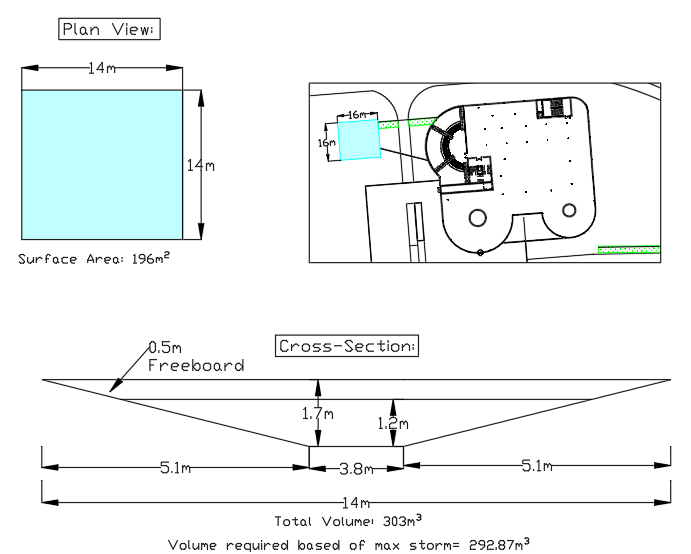 Plan View:
14m
14m
Surface Area: 196m²
16m
16m
0.5m
Freeboard
Cross-Section:
1.7m
1.2m
5.1m
3.8m
5.1m
14m
Total Volume: 303m³
Volume required based of max storm= 292.87m³